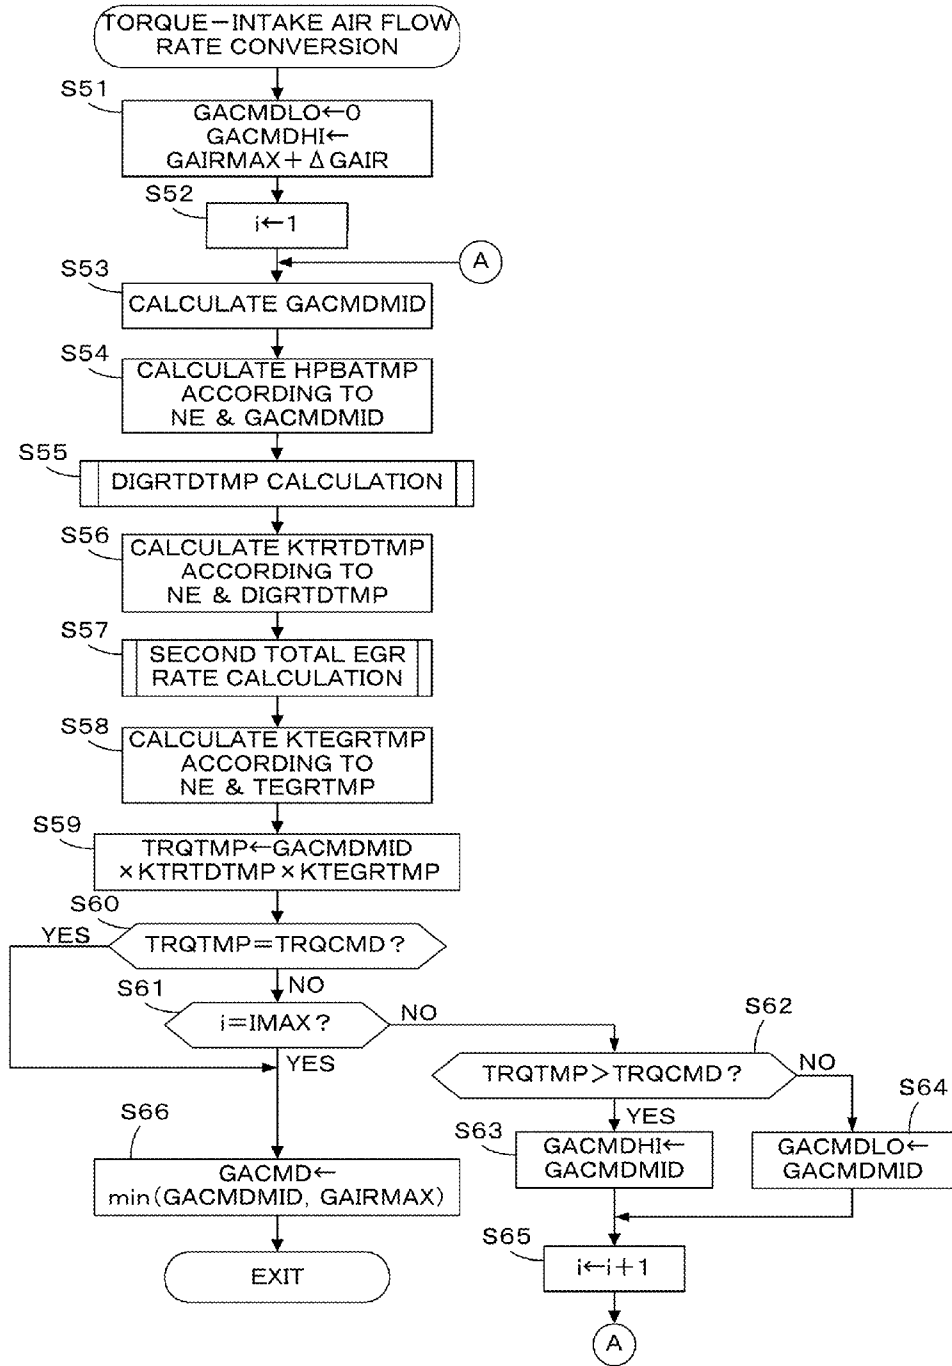 TORQUE-INTAKE AIR FLOW
RATE CONVERSION
S51
GACMDLO←0
GACMDHI←
GAIRMAX+ΔGAIR
S52
i←1
A
S53
CALCULATE GACMDMID
S54
CALCULATE HPBATMP
ACCORDING TO
NE & GACMDMID
S55
DIGRTDTMP CALCULATION
S56
CALCULATE KTRTDTMP
ACCORDING TO
NE & DIGRTDTMP
S57
SECOND TOTAL EGR
RATE CALCULATION
S58
CALCULATE KTEGRTMP
ACCORDING TO
NE & TEGRTMP
S59
TRQTMP←GACMDMID
×KTRTDTMP×KTEGRTMP
S60
YES
TRQTMP=TRQCMD?
NO
S61
i=IMAX?
NO
YES
S62
TRQTMP>TRQCMD?
NO
YES
S63
GACMDHI←
GACMDMID
S64
GACMDLO←
GACMDMID
S65
i←i+1
A
S66
GACMD←
min(GACMDMID, GAIRMAX)
EXIT